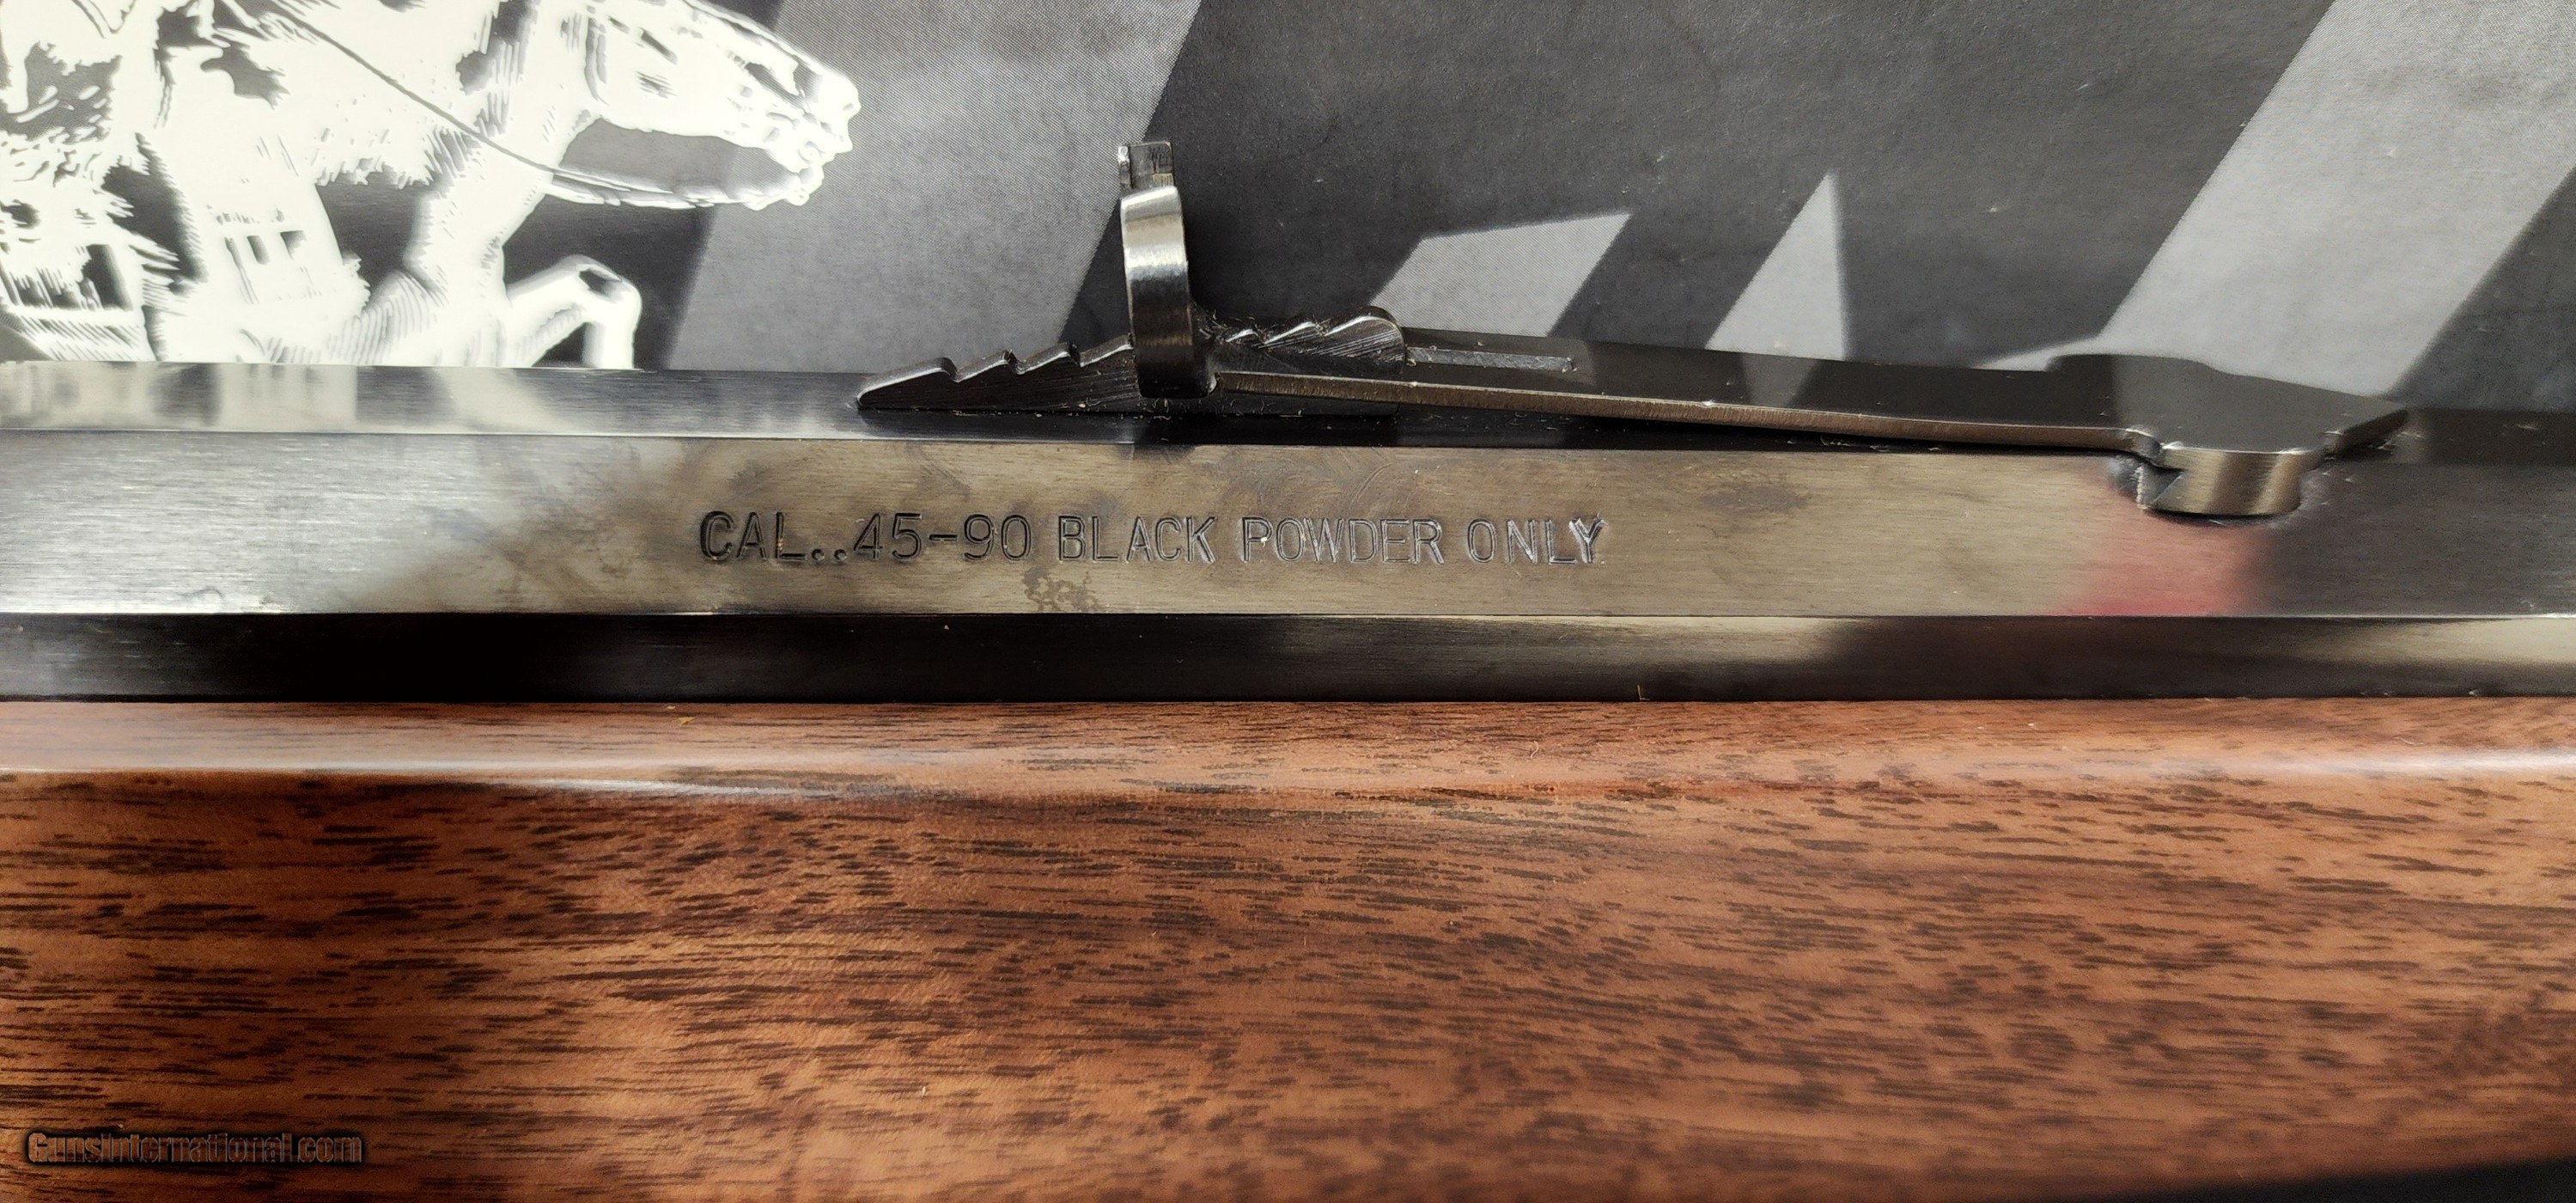 CAL..45-90 BLACK POWDER ONLY
GunsInternational.com